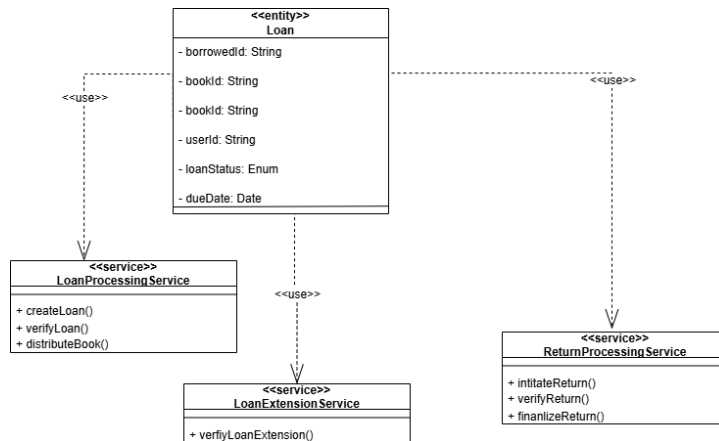 <<entity>>
Loan
- borrowedId: String
- bookId: String
- bookId: String
- userId: String
- loanStatus: Enum
- dueDate: Date
<<use>>
<<use>>
<<use>>
<<service>>
LoanProcessingService
+ createLoan()
+ verifyLoan()
+ distributeBook()
<<service>>
LoanExtensionService
+ verfiyLoanExtension()
<<service>>
ReturnProcessingService
+ intitateReturn()
+ verifyReturn()
+ finanlizeReturn()